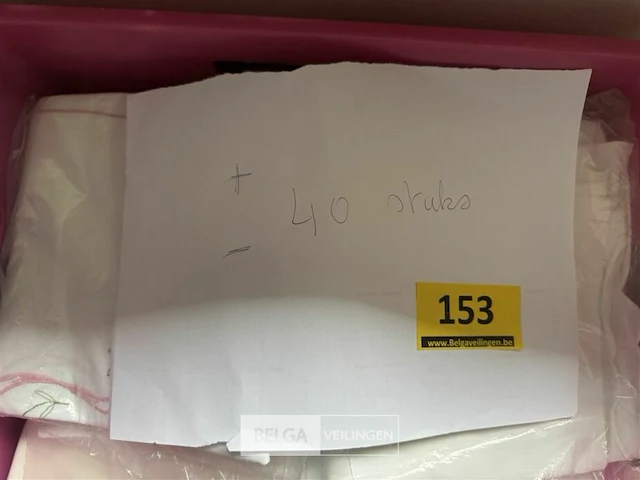 +
40 stuks
=
153
www.Belgaveilingen.be
BELGA VEILINGEN